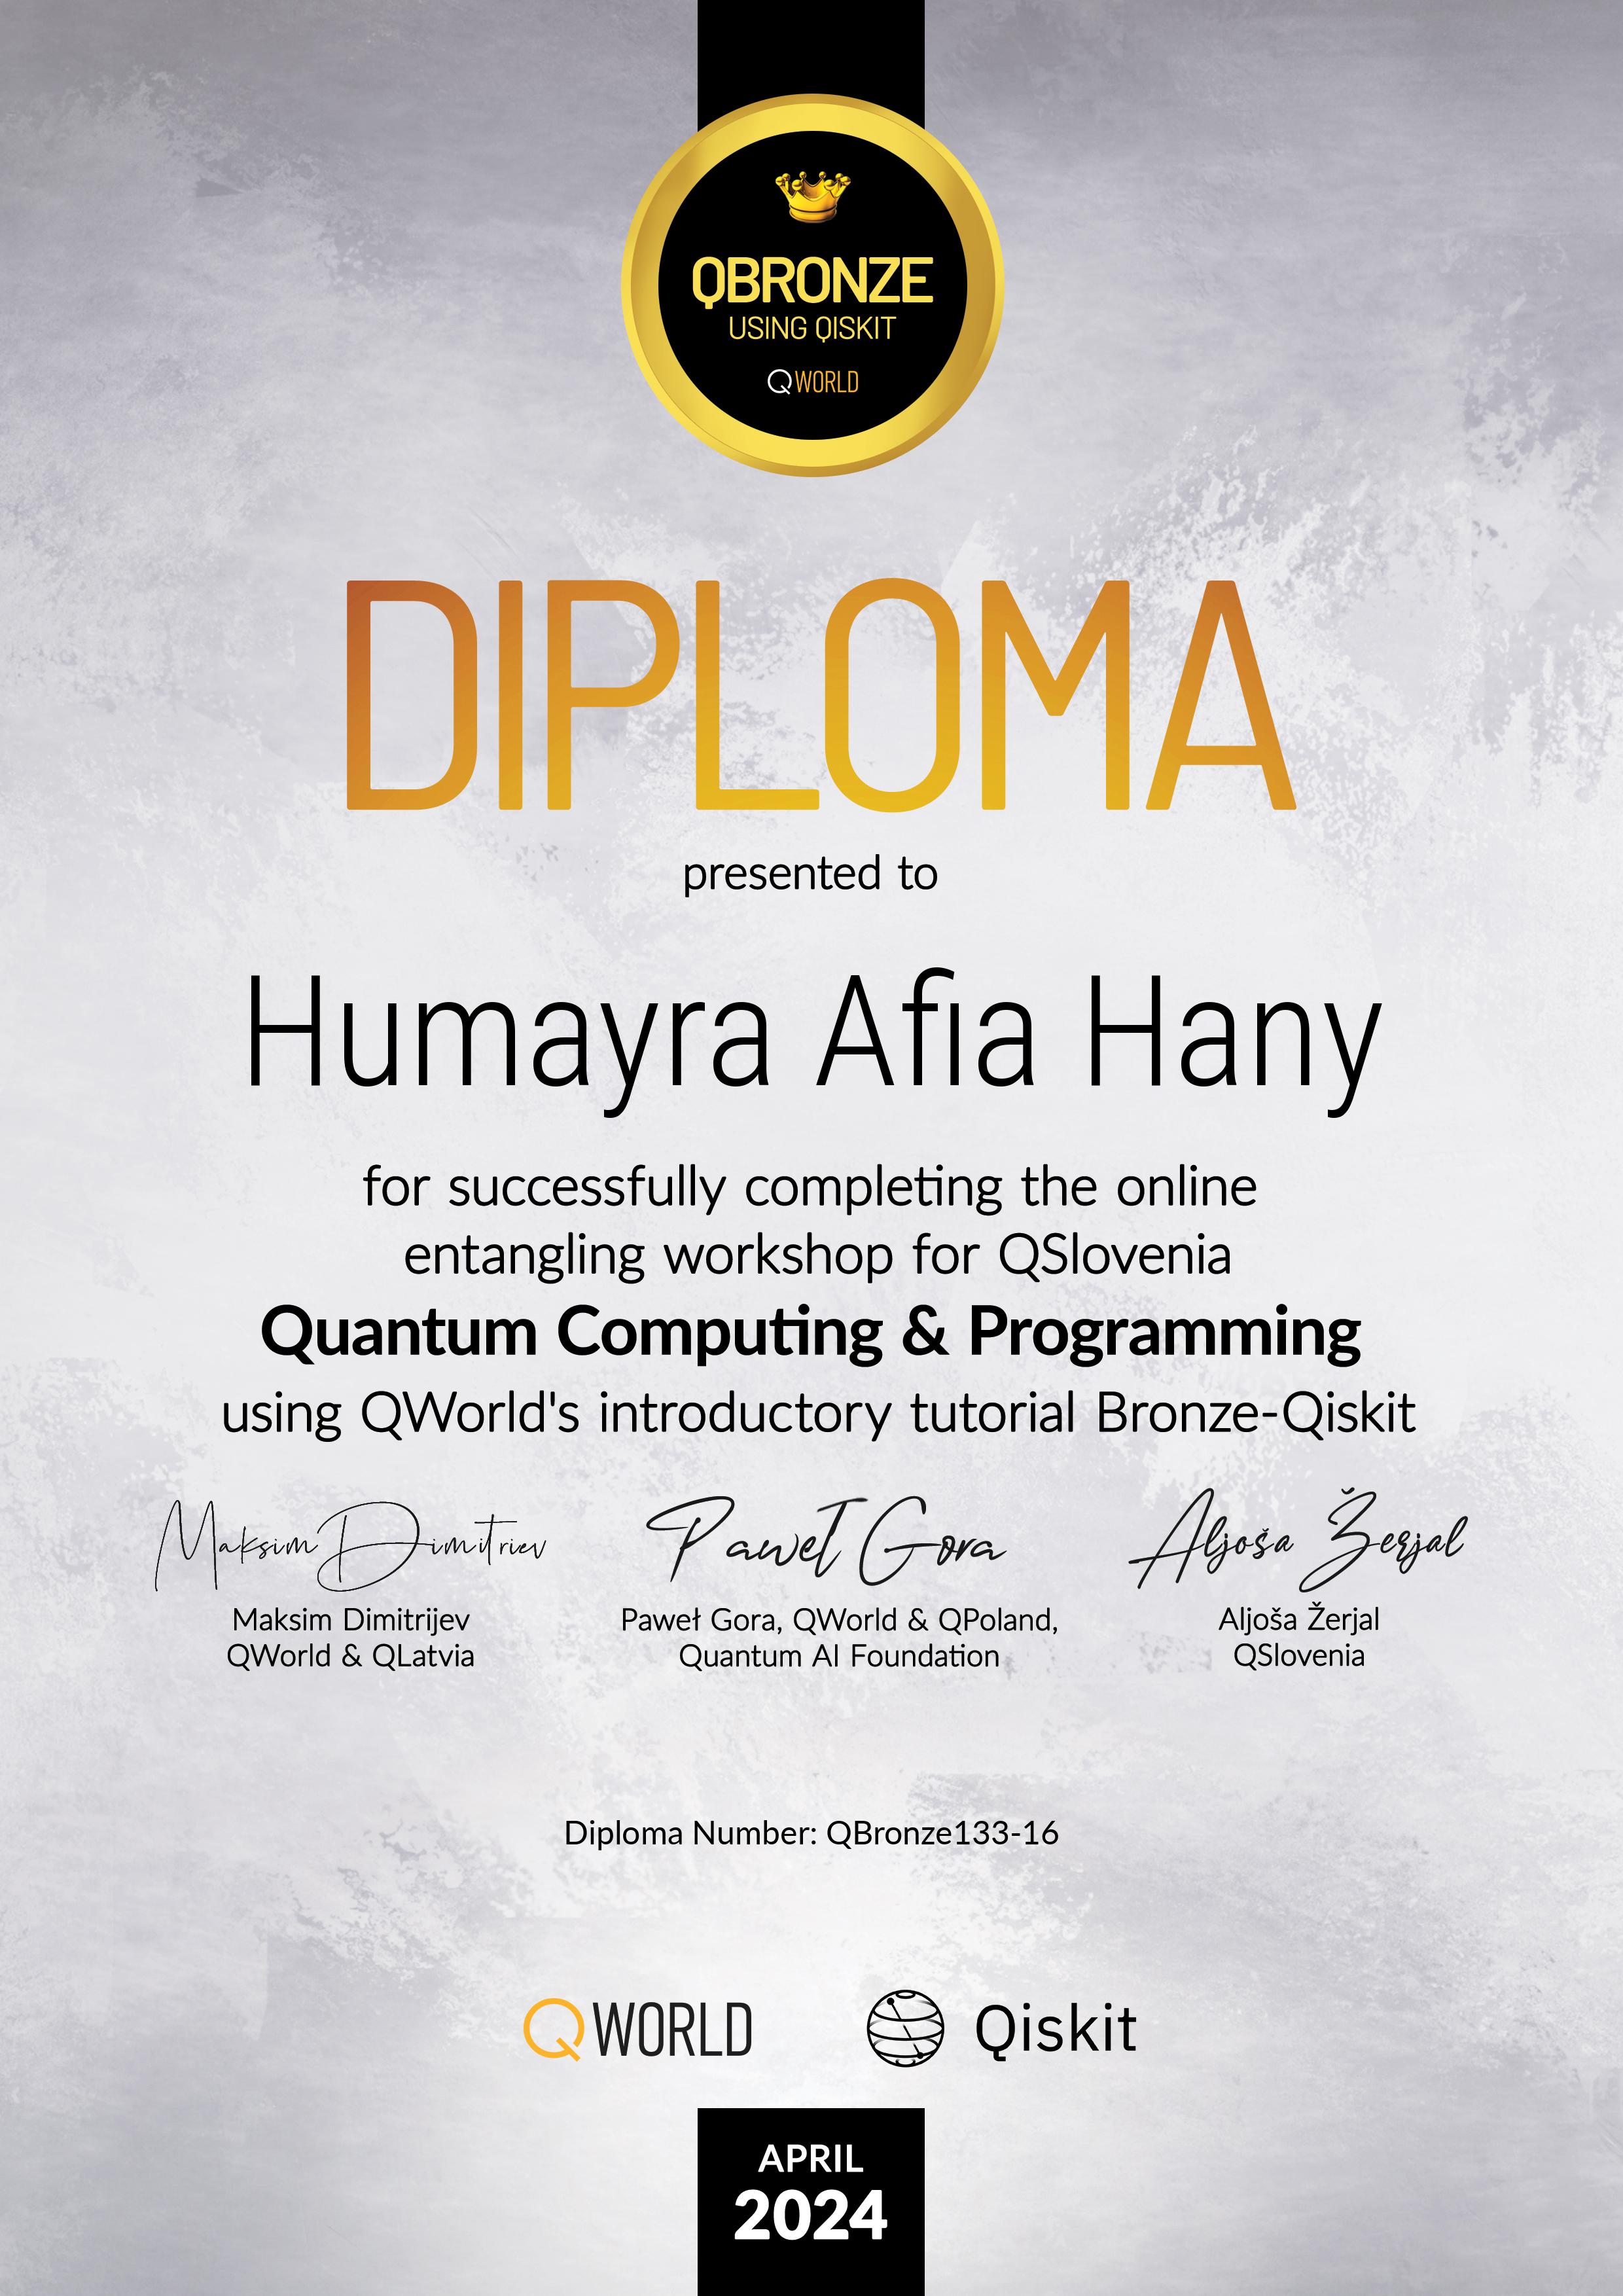 QBRONZE
USING QISKIT
QWORLD
DIPLOMA
presented to
Humayra Afia Hany
for successfully completing the online
entangling workshop for QSlovenia
Quantum Computing & Programming
using QWorld's introductory tutorial Bronze-Qiskit
Maksim Dimitriev Paweł Gora Aljoša Žerjal
Maksim Dimitrijev Paweł Gora, QWorld & QPoland, Aljoša Žerjal
QWorld & QLatvia Quantum AI Foundation QSlovenia
Diploma Number: QBronze133-16
QWORLD Qiskit
APRIL
2024